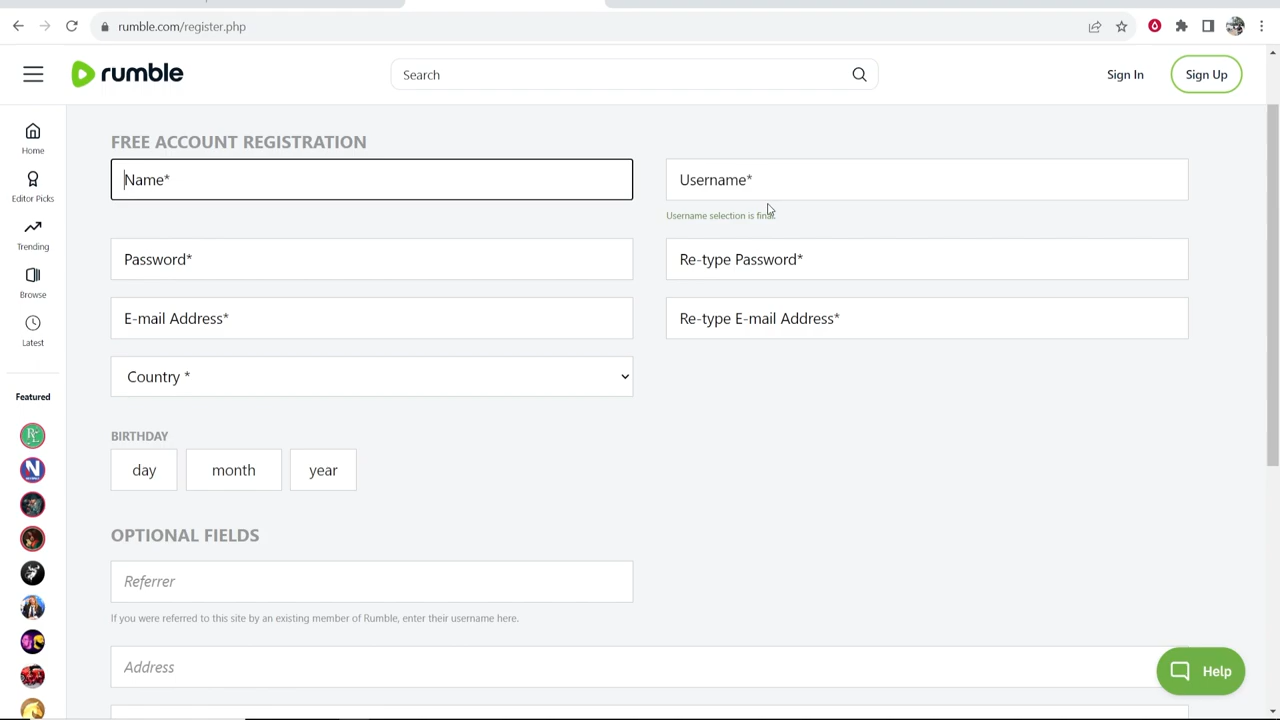 rumble.com/register.php
rumble
Search
Sign In
Sign Up
Home
Editor Picks
Trending
Browse
Latest
Featured
FREE ACCOUNT REGISTRATION
Name*
Username*
Username selection is final.
Password*
Re-type Password*
E-mail Address*
Re-type E-mail Address*
Country *
BIRTHDAY
day month year
OPTIONAL FIELDS
Referrer
If you were referred to this site by an existing member of Rumble, enter their username here.
Address
Help